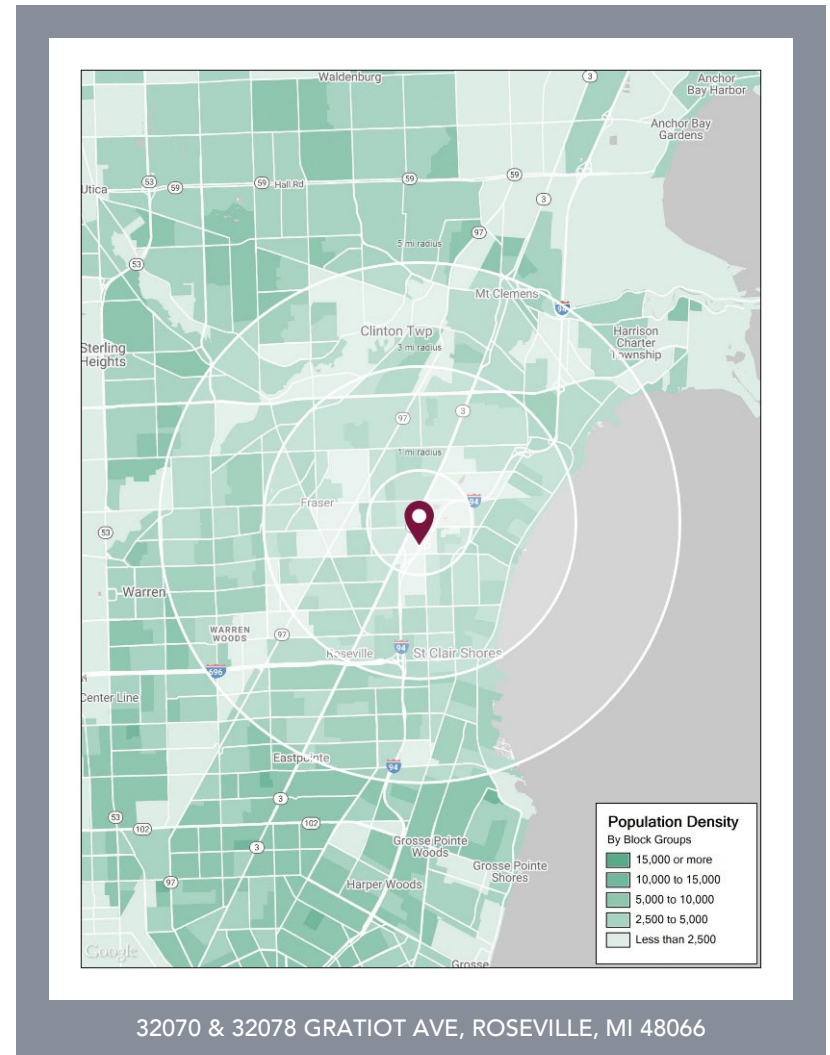 Waldenburg
3
Anchor
Bay Harbor
Anchor Bay
Gardens
Utica
53
59
59
Hall Rd
59
59
3
97
5 mi radius
53
Mt Clemens
94
Clinton Twp
Harrison
Charter
Township
Sterling
Heights
3 mi radius
97
3
1 mi radius
Fraser
94
53
Warren
WARREN
WOODS
97
Roseville
94
St Clair Shores
696
Center Line
Eastpointe
94
3
53
102
102
3
Grosse Pointe
Woods
Grosse Pointe
Shores
97
Harper Woods
Google
Grosse
Population Density
By Block Groups
15,000 or more
10,000 to 15,000
5,000 to 10,000
2,500 to 5,000
Less than 2,500
32070 & 32078 GRATIOT AVE, ROSEVILLE, MI 48066